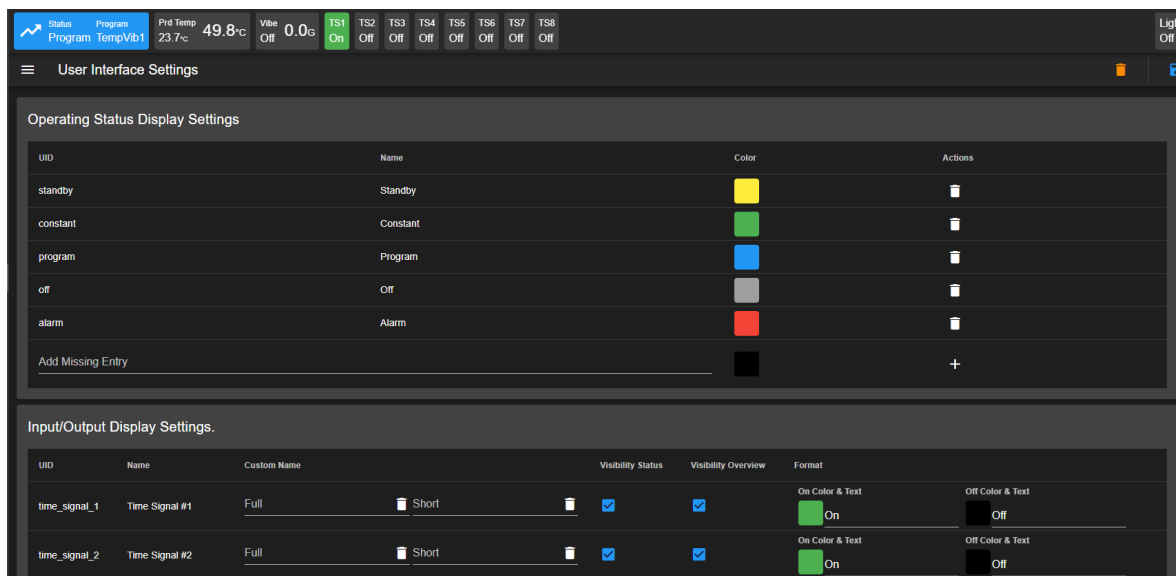 Status Program Prd Temp Vibe TS1 TS2 TS3 TS4 TS5 TS6 TS7 TS8
Program TempVib1 23.7°C 49.8°C Off 0.0G On Off Off Off Off Off Off Off Off
User Interface Settings
Operating Status Display Settings
UID Name Color Actions
standby Standby
constant Constant
program Program
off Off
alarm Alarm
Add Missing Entry
Input/Output Display Settings.
UID Name Custom Name Visibility Status Visibility Overview Format
On Color & Text Off Color & Text
time_signal_1 Time Signal #1 Full Short On Off
On Color & Text Off Color & Text
time_signal_2 Time Signal #2 Full Short On Off